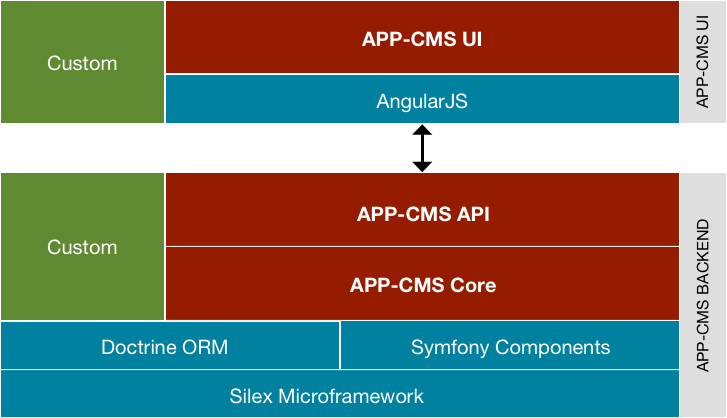 Custom
APP-CMS UI
AngularJS
APP-CMS UI
Custom
APP-CMS API
APP-CMS Core
APP-CMS BACKEND
Doctrine ORM
Symfony Components
Silex Microframework